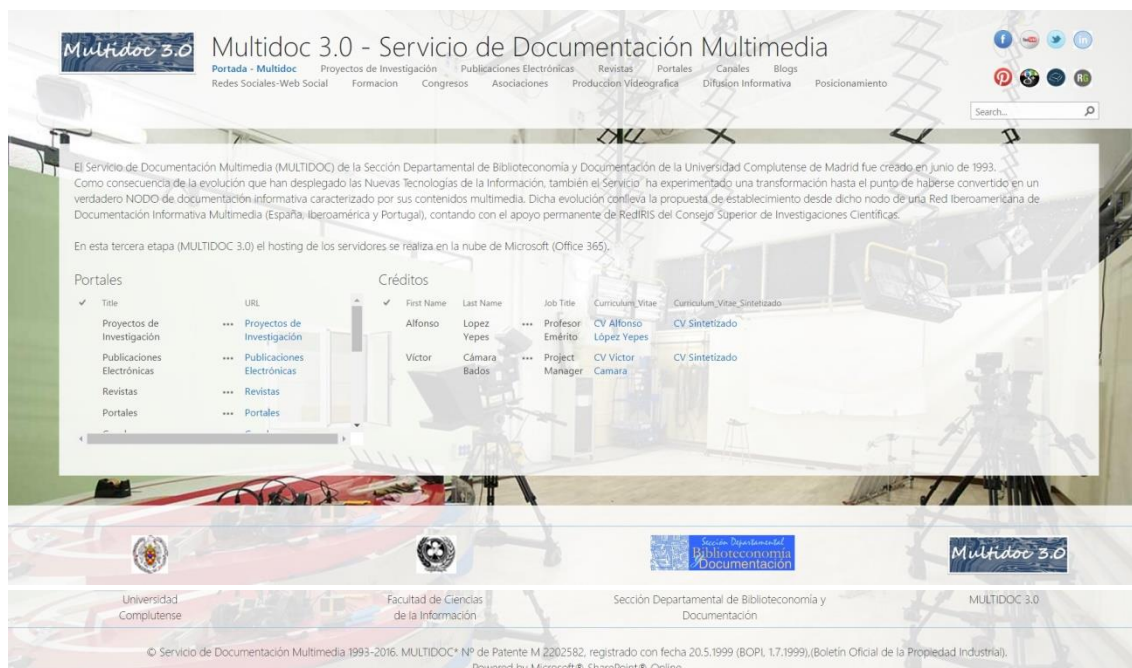 Multidoc 3.0
Multidoc 3.0 - Servicio de Documentación Multimedia
Portada - Multidoc Proyectos de Investigación Publicaciones Electrónicas Revistas Portales Canales Blogs
Redes Sociales-Web Social Formacion Congresos Asociaciones Produccion Videografica Difusion Informativa Posicionamiento
Search...
El Servicio de Documentación Multimedia (MULTIDOC) de la Sección Departamental de Biblioteconomía y Documentación de la Universidad Complutense de Madrid fue creado en junio de 1993.
Como consecuencia de la evolución que han desplegado las Nuevas Tecnologías de la Información, también el Servicio ha experimentado una transformación hasta el punto de haberse convertido en un
verdadero NODO de documentación informativa caracterizado por sus contenidos multimedia. Dicha evolución conlleva la propuesta de establecimiento desde dicho nodo de una Red Iberoamericana de
Documentación Informativa Multimedia (España, Iberoamérica y Portugal), contando con el apoyo permanente de RedIRIS del Consejo Superior de Investigaciones Científicas.
En esta tercera etapa (MULTIDOC 3.0) el hosting de los servidores se realiza en la nube de Microsoft (Office 365).
Portales
Title URL
Proyectos de Investigación ... Proyectos de Investigación
Publicaciones Electrónicas ... Publicaciones Electrónicas
Revistas ... Revistas
Portales ... Portales
Créditos
First Name Last Name Job Title Curriculum_Vitae Curriculum_Vitae_Sintetizado
Alfonso Lopez Yepes ... Profesor Emérito CV Alfonso López Yepes CV Sintetizado
Víctor Cámara Bados ... Project Manager CV Victor Camara CV Sintetizado
Sección Departamental
Biblioteconomía
y Documentación
Multidoc 3.0
Universidad Complutense
Facultad de Ciencias de la Información
Sección Departamental de Biblioteconomía y Documentación
MULTIDOC 3.0
© Servicio de Documentación Multimedia 1993-2016. MULTIDOC* Nº de Patente M 2202582, registrado con fecha 20.5.1999 (BOPI, 1.7.1999),(Boletín Oficial de la Propiedad Industrial).
Powered by Microsoft® SharePoint® Online